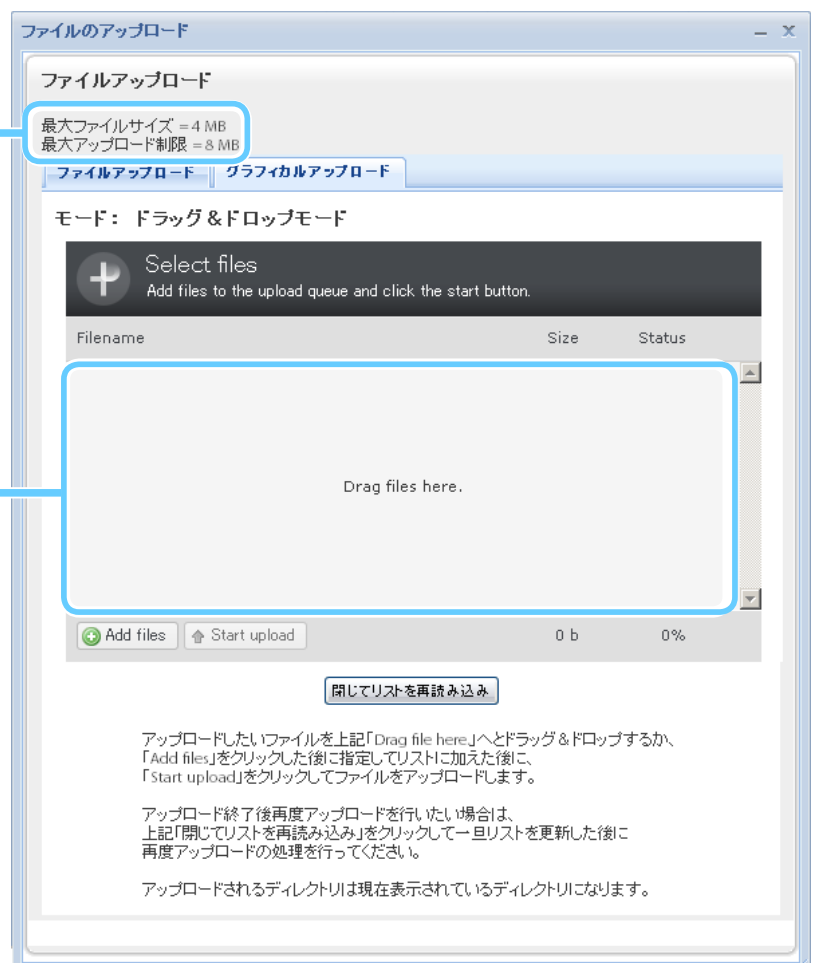 ファイルのアップロード
ファイルアップロード
最大ファイルサイズ = 4 MB
最大アップロード制限 = 8 MB
ファイルアップロード グラフィカルアップロード
モード： ドラッグ&ドロップモード
Select files
Add files to the upload queue and click the start button.
Filename Size Status
Drag files here.
Add files Start upload 0 b 0%
閉じてリストを再読み込み
アップロードしたいファイルを上記「Drag file here.」へとドラッグ&ドロップするか、
「Add files」をクリックした後に指定してリストに加えた後に、
「Start upload」をクリックしてファイルをアップロードします。
アップロード終了後再度アップロードを行いたい場合は、
上記「閉じてリストを再読み込み」をクリックして一旦リストを更新した後に
再度アップロードの処理を行ってください。
アップロードされるディレクトリは現在表示されているディレクトリになります。